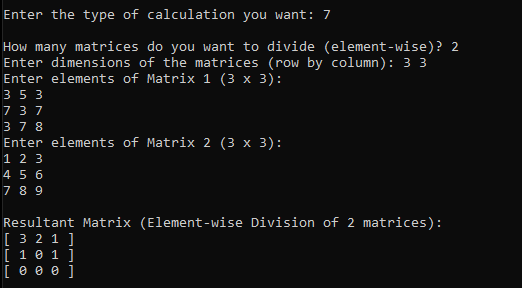 Enter the type of calculation you want: 7
How many matrices do you want to divide (element-wise)? 2
Enter dimensions of the matrices (row by column): 3 3
Enter elements of Matrix 1 (3 x 3):
3 5 3
7 3 7
3 7 8
Enter elements of Matrix 2 (3 x 3):
1 2 3
4 5 6
7 8 9
Resultant Matrix (Element-wise Division of 2 matrices):
[ 3 2 1 ]
[ 1 0 1 ]
[ 0 0 0 ]